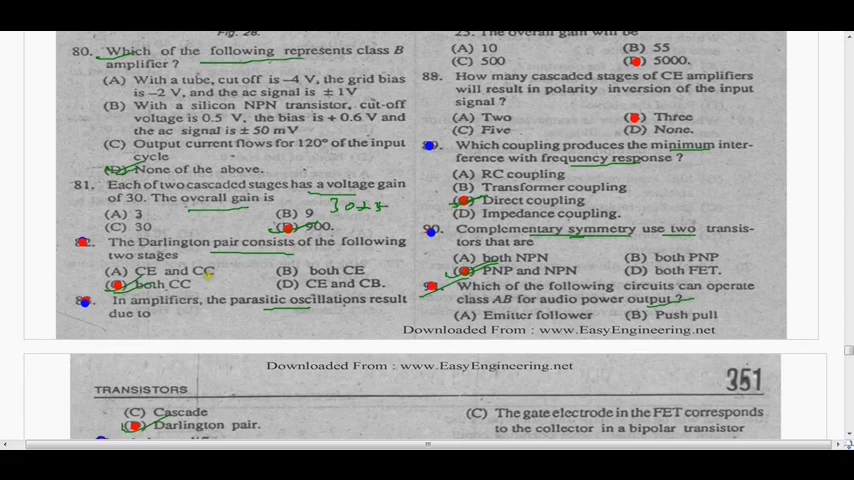 Fig. 28.
80. Which of the following represents class B
amplifier ?
(A) With a tube, cut off is –4 V, the grid bias
is –2 V, and the ac signal is ± 1V
(B) With a silicon NPN transistor, cut-off
voltage is 0.5 V, the bias is + 0.6 V and
the ac signal is ± 50 mV
(C) Output current flows for 120° of the input
cycle
(D) None of the above.
81. Each of two cascaded stages has a voltage gain
of 30. The overall gain is
(A) 3 (B) 9
(C) 30 (D) 900.
82. The Darlington pair consists of the following
two stages
(A) CE and CC (B) both CE
(C) both CC (D) CE and CB.
In amplifiers, the parasitic oscillations result
due to
23. The overall gain will be
(A) 10 (B) 55
(C) 500 5000.
88. How many cascaded stages of CE amplifiers
will result in polarity inversion of the input
signal ?
(A) Two Three
(C) Five (D) None.
89. Which coupling produces the minimum inter-
ference with frequency response ?
(A) RC coupling
(B) Transformer coupling
Direct coupling
(D) Impedance coupling.
90. Complementary symmetry use two transis-
tors that are
(A) both NPN (B) both PNP
PNP and NPN (D) both FET.
Which of the following circuits can operate
class AB for audio power output ?
(A) Emitter follower (B) Push pull
Downloaded From : www.EasyEngineering.net
Downloaded From : www.EasyEngineering.net
TRANSISTORS 351
(C) Cascade
Darlington pair.
(C) The gate electrode in the FET corresponds
to the collector in a bipolar transistor